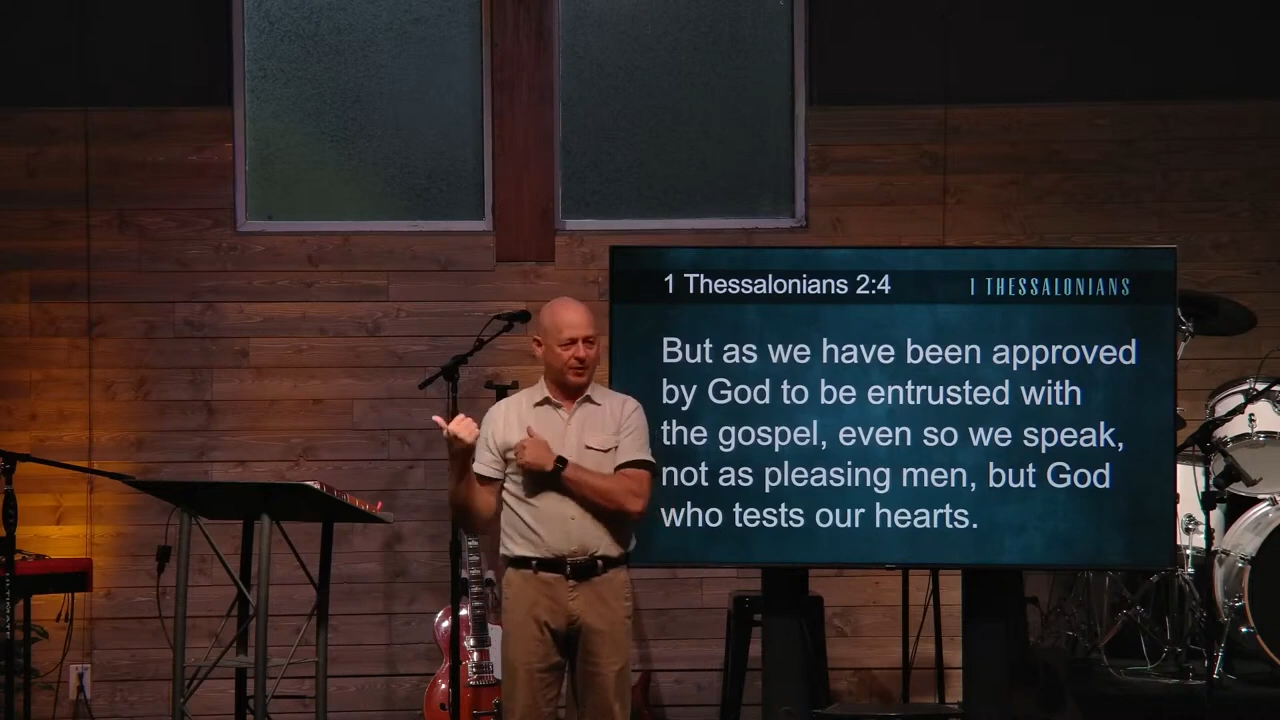 1 Thessalonians 2:4
1 THESSALONIANS
But as we have been approved
by God to be entrusted with
the gospel, even so we speak,
not as pleasing men, but God
who tests our hearts.